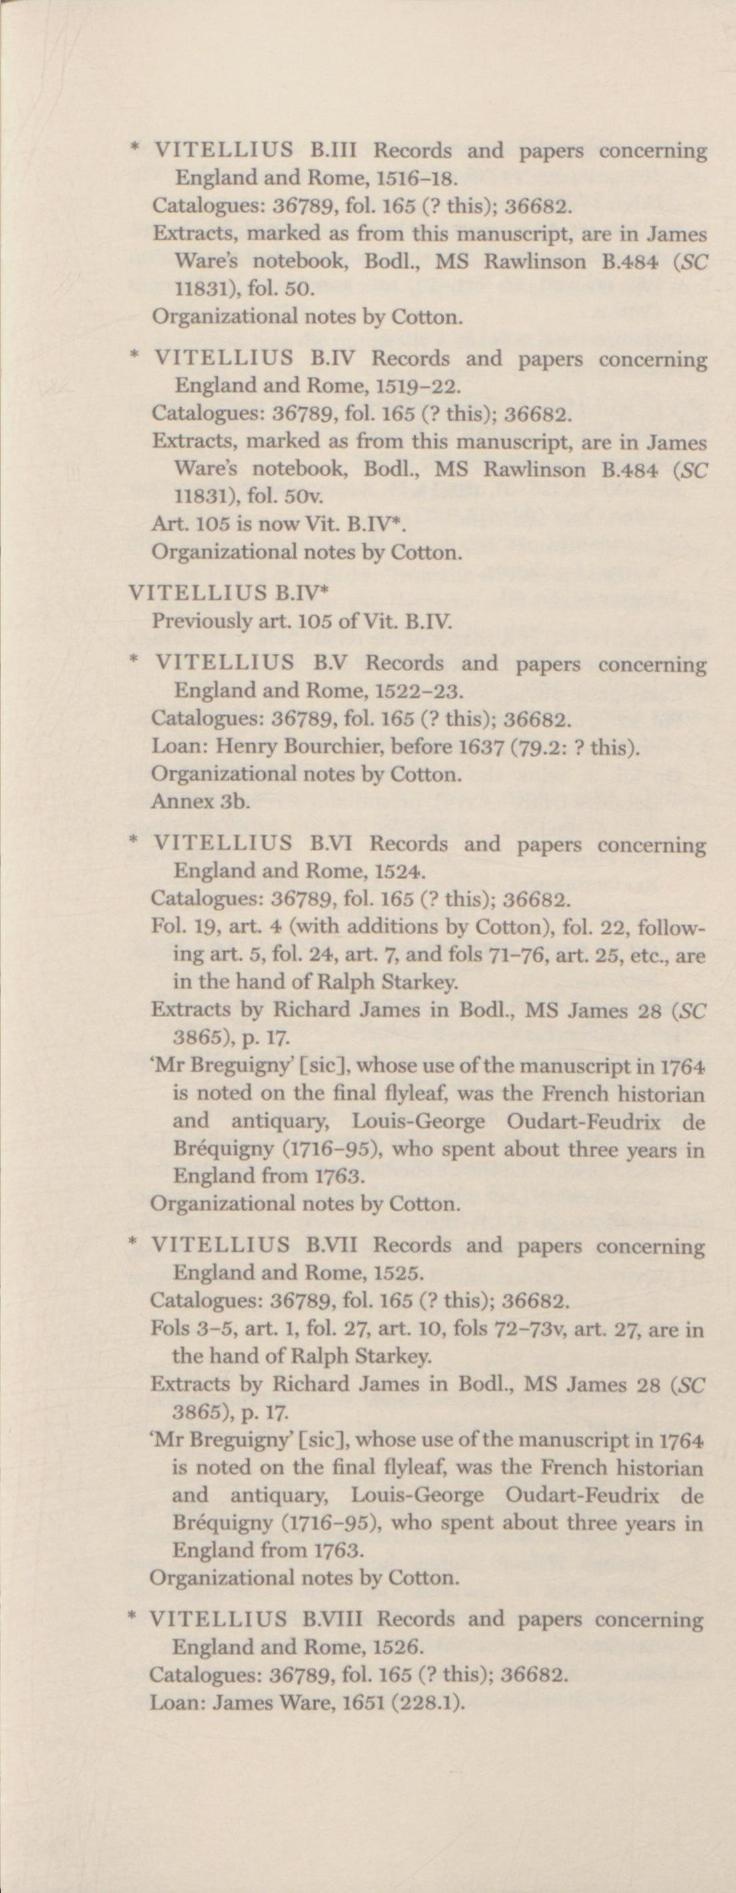 * VITELLIUS B.III Records and papers concerning
England and Rome, 1516–18.
Catalogues: 36789, fol. 165 (? this); 36682.
Extracts, marked as from this manuscript, are in James
Ware's notebook, Bodl., MS Rawlinson B.484 (SC
11831), fol. 50.
Organizational notes by Cotton.
* VITELLIUS B.IV Records and papers concerning
England and Rome, 1519–22.
Catalogues: 36789, fol. 165 (? this); 36682.
Extracts, marked as from this manuscript, are in James
Ware's notebook, Bodl., MS Rawlinson B.484 (SC
11831), fol. 50v.
Art. 105 is now Vit. B.IV*.
Organizational notes by Cotton.
VITELLIUS B.IV*
Previously art. 105 of Vit. B.IV.
* VITELLIUS B.V Records and papers concerning
England and Rome, 1522–23.
Catalogues: 36789, fol. 165 (? this); 36682.
Loan: Henry Bourchier, before 1637 (79.2: ? this).
Organizational notes by Cotton.
Annex 3b.
* VITELLIUS B.VI Records and papers concerning
England and Rome, 1524.
Catalogues: 36789, fol. 165 (? this); 36682.
Fol. 19, art. 4 (with additions by Cotton), fol. 22, follow-
ing art. 5, fol. 24, art. 7, and fols 71–76, art. 25, etc., are
in the hand of Ralph Starkey.
Extracts by Richard James in Bodl., MS James 28 (SC
3865), p. 17.
‘Mr Breguigny’ [sic], whose use of the manuscript in 1764
is noted on the final flyleaf, was the French historian
and antiquary, Louis-George Oudart-Feudrix de
Bréquigny (1716–95), who spent about three years in
England from 1763.
Organizational notes by Cotton.
* VITELLIUS B.VII Records and papers concerning
England and Rome, 1525.
Catalogues: 36789, fol. 165 (? this); 36682.
Fols 3–5, art. 1, fol. 27, art. 10, fols 72–73v, art. 27, are in
the hand of Ralph Starkey.
Extracts by Richard James in Bodl., MS James 28 (SC
3865), p. 17.
‘Mr Breguigny’ [sic], whose use of the manuscript in 1764
is noted on the final flyleaf, was the French historian
and antiquary, Louis-George Oudart-Feudrix de
Bréquigny (1716–95), who spent about three years in
England from 1763.
Organizational notes by Cotton.
* VITELLIUS B.VIII Records and papers concerning
England and Rome, 1526.
Catalogues: 36789, fol. 165 (? this); 36682.
Loan: James Ware, 1651 (228.1).